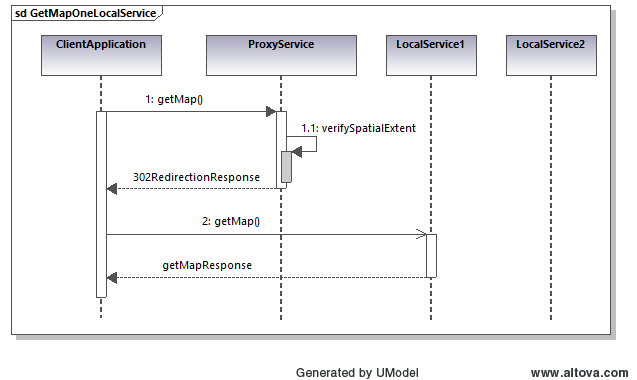 sd GetMapOneLocalService
ClientApplication
ProxyService
LocalService1
LocalService2
1: getMap()
1.1: verifySpatialExtent
302RedirectionResponse
2: getMap()
getMapResponse
Generated by UModel
www.altova.com